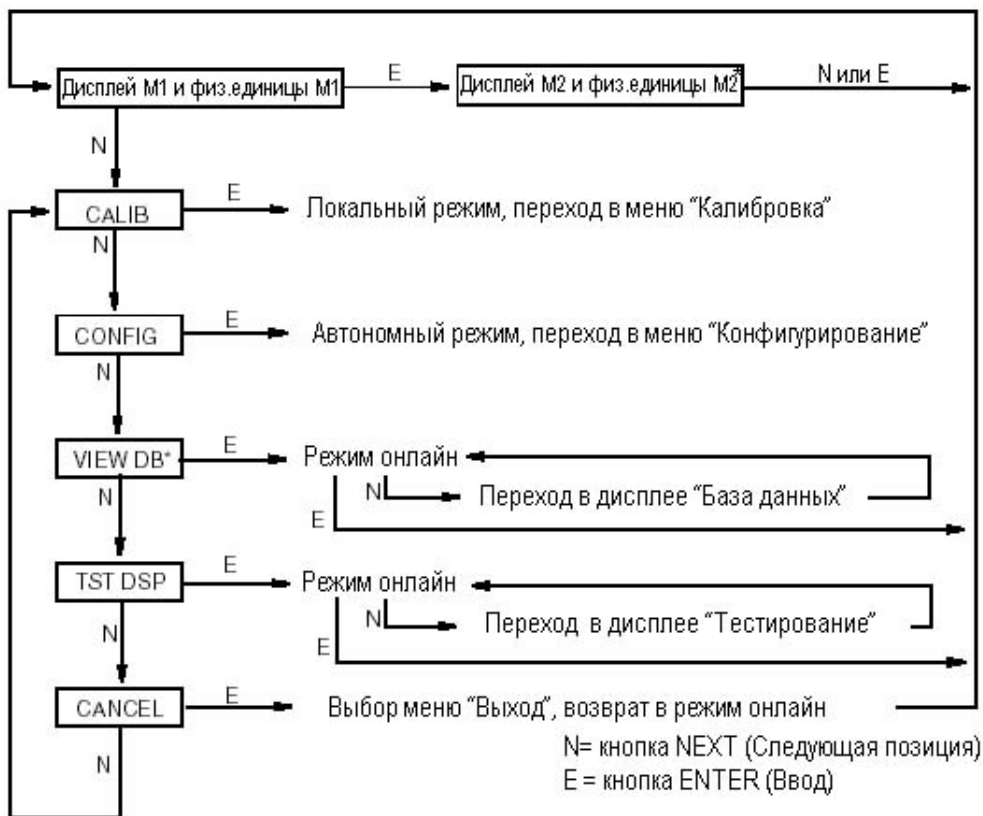 Дисплей М1 и физ.единицы М1
E
Дисплей М2 и физ.единицы М2*
N или E
N
CALIB
E
Локальный режим, переход в меню “Калибровка”
N
CONFIG
E
Автономный режим, переход в меню “Конфигурирование”
N
VIEW DB*
E
Режим онлайн
N
Переход в дисплее “База данных”
E
N
TST DSP
E
Режим онлайн
N
Переход в дисплее “Тестирование”
E
N
CANCEL
E
Выбор меню “Выход”, возврат в режим онлайн
N
N= кнопка NEXT (Следующая позиция)
E = кнопка ENTER (Ввод)